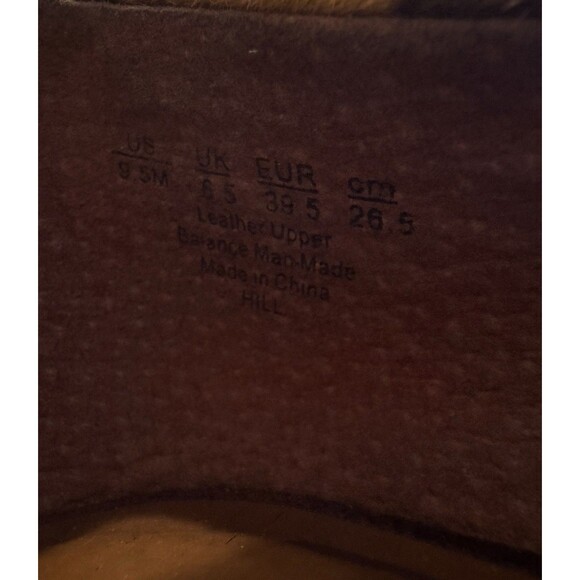 US UK EUR cm
9.5M 6.5 39.5 26.5
Leather Upper
Balance Man-Made
Made in China
HILL